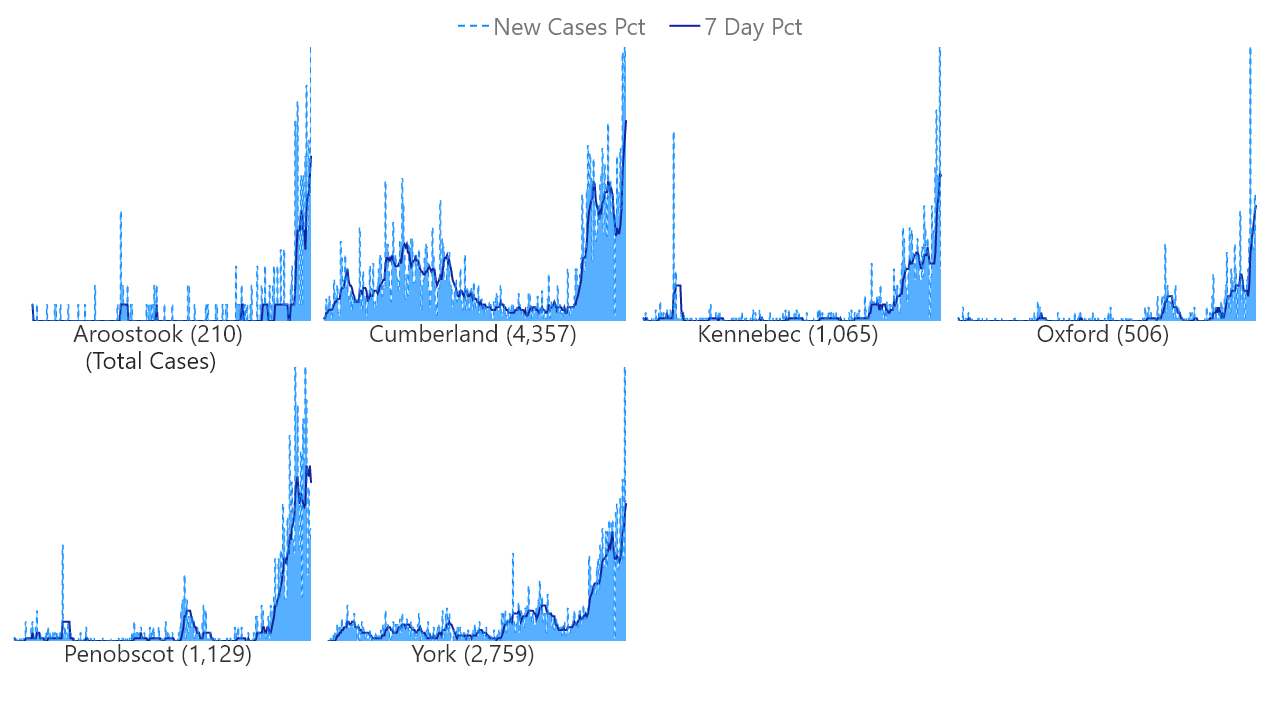 New Cases Pct 7 Day Pct
Aroostook (210)
(Total Cases)
Cumberland (4,357)
Kennebec (1,065)
Oxford (506)
Penobscot (1,129)
York (2,759)